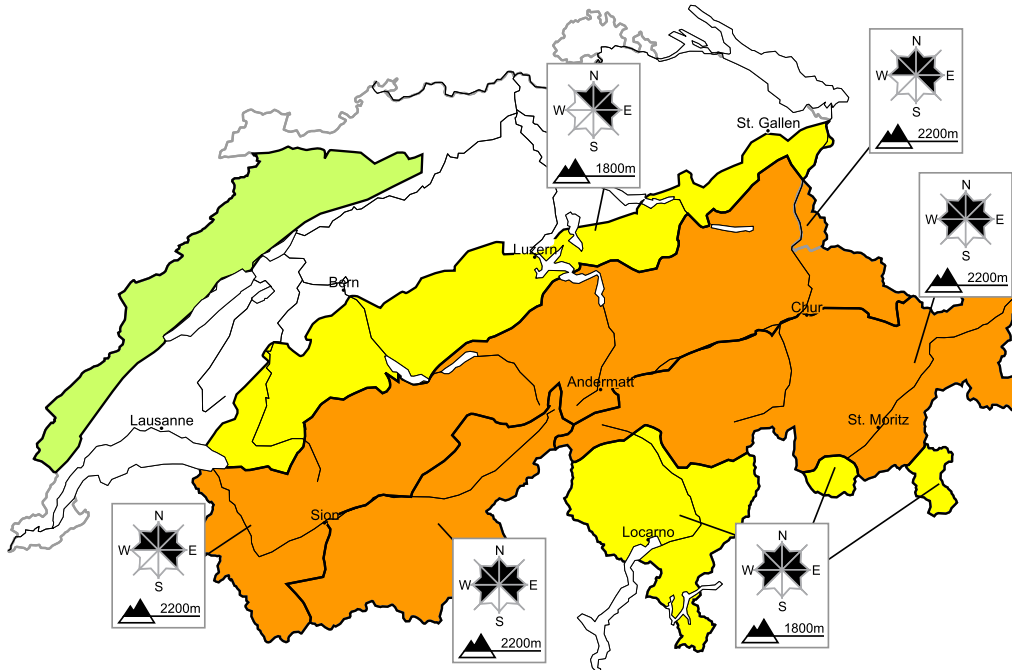 N
W E
S
2200m
N
W E
S
1800m
St. Gallen
N
W E
S
2200m
Luzern
Bern
Chur
Andermatt
Lausanne
St. Moritz
N
W E
S
2200m
Sion
Locarno
N
W E
S
2200m
N
W E
S
1800m